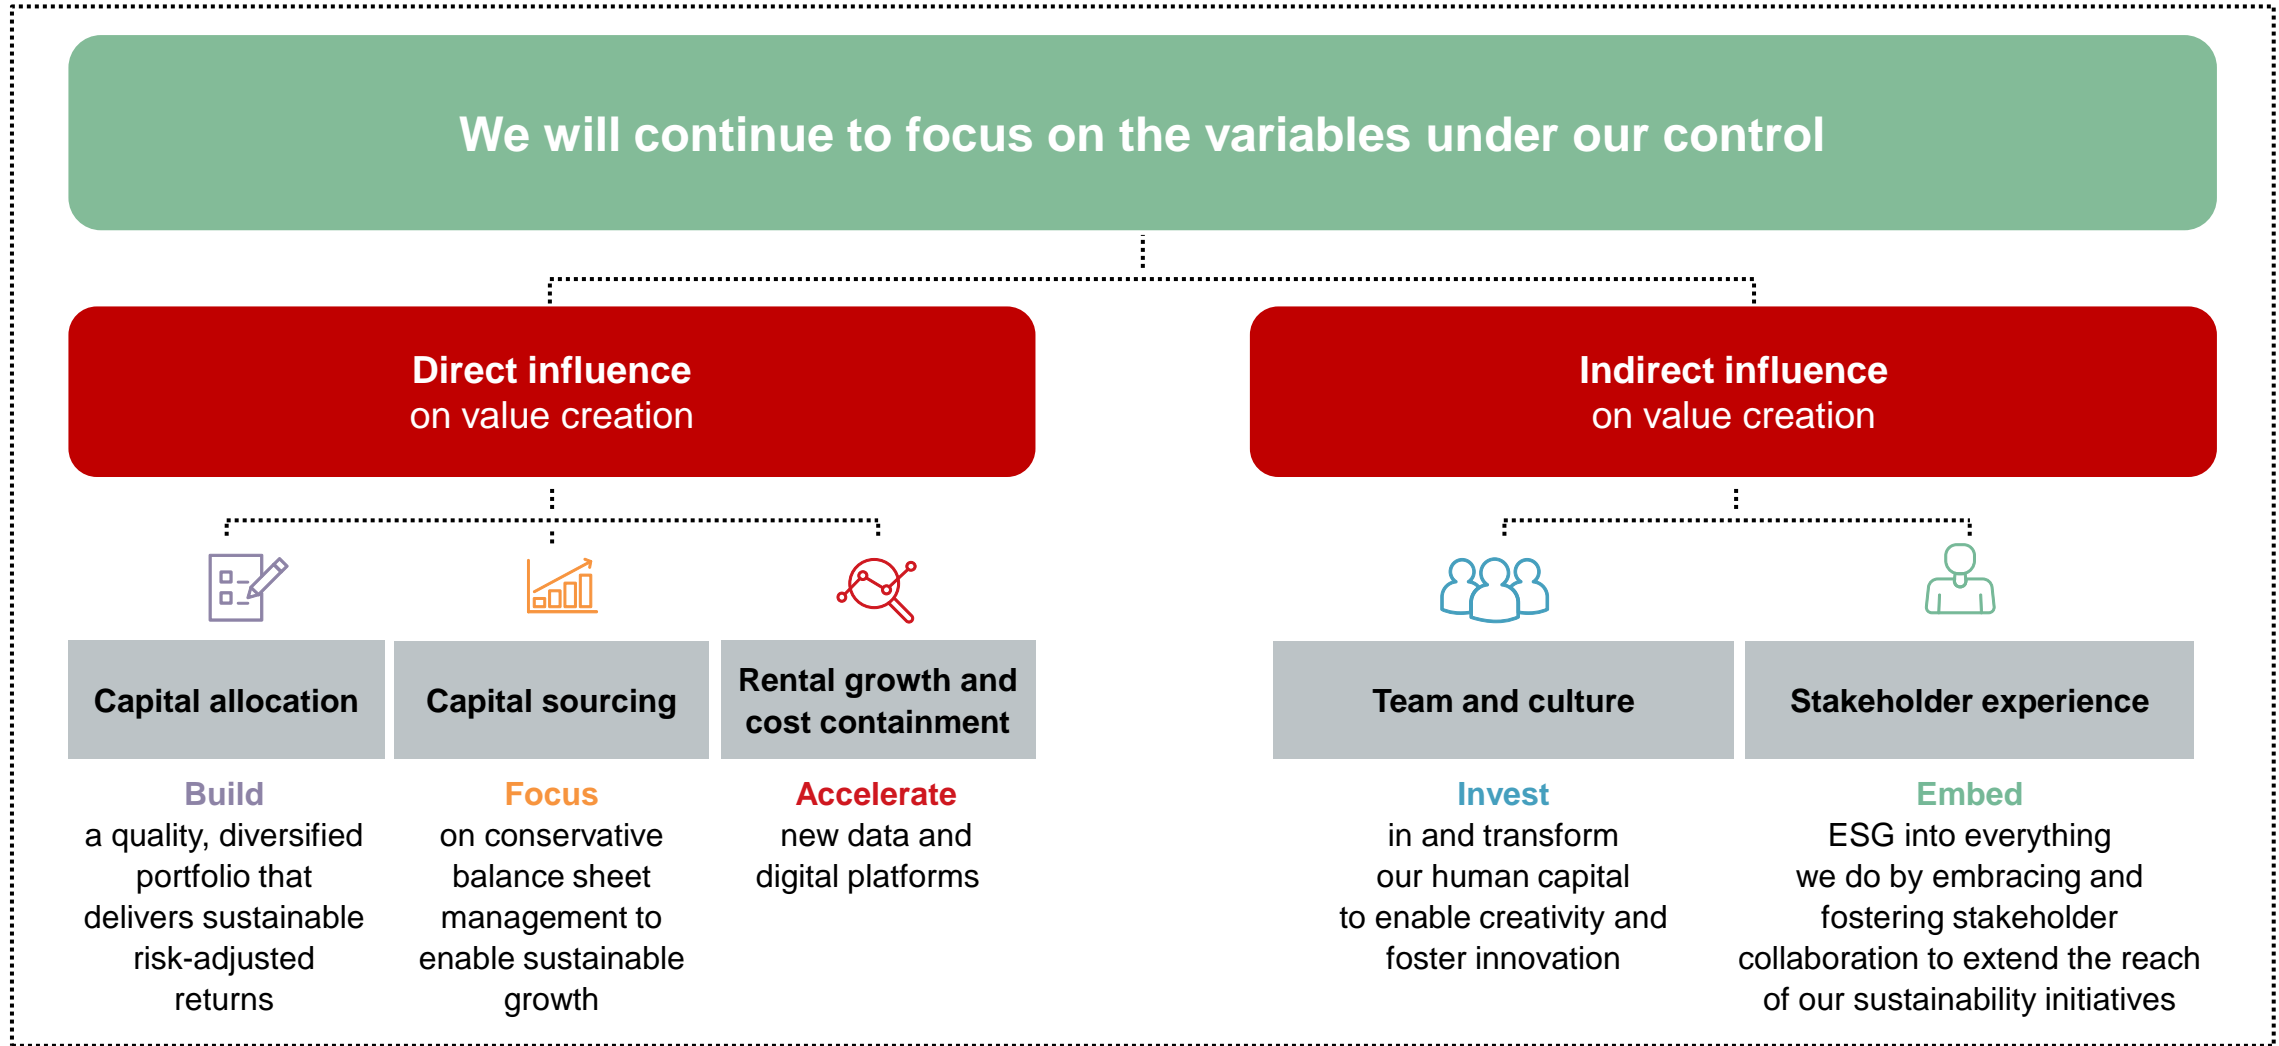 We will continue to focus on the variables under our control
Direct influence
on value creation
Indirect influence
on value creation
Capital allocation
Build
a quality, diversified
portfolio that
delivers sustainable
risk-adjusted
returns
Capital sourcing
Focus
on conservative
balance sheet
management to
enable sustainable
growth
Rental growth and
cost containment
Accelerate
new data and
digital platforms
Team and culture
Invest
in and transform
our human capital
to enable creativity and
foster innovation
Stakeholder experience
Embed
ESG into everything
we do by embracing and
fostering stakeholder
collaboration to extend the reach
of our sustainability initiatives